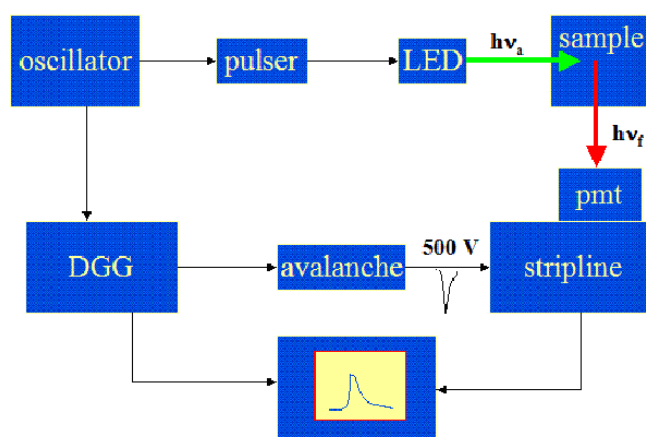 oscillator
pulser
LED
hνa
sample
hνf
pmt
DGG
avalanche
500 V
stripline